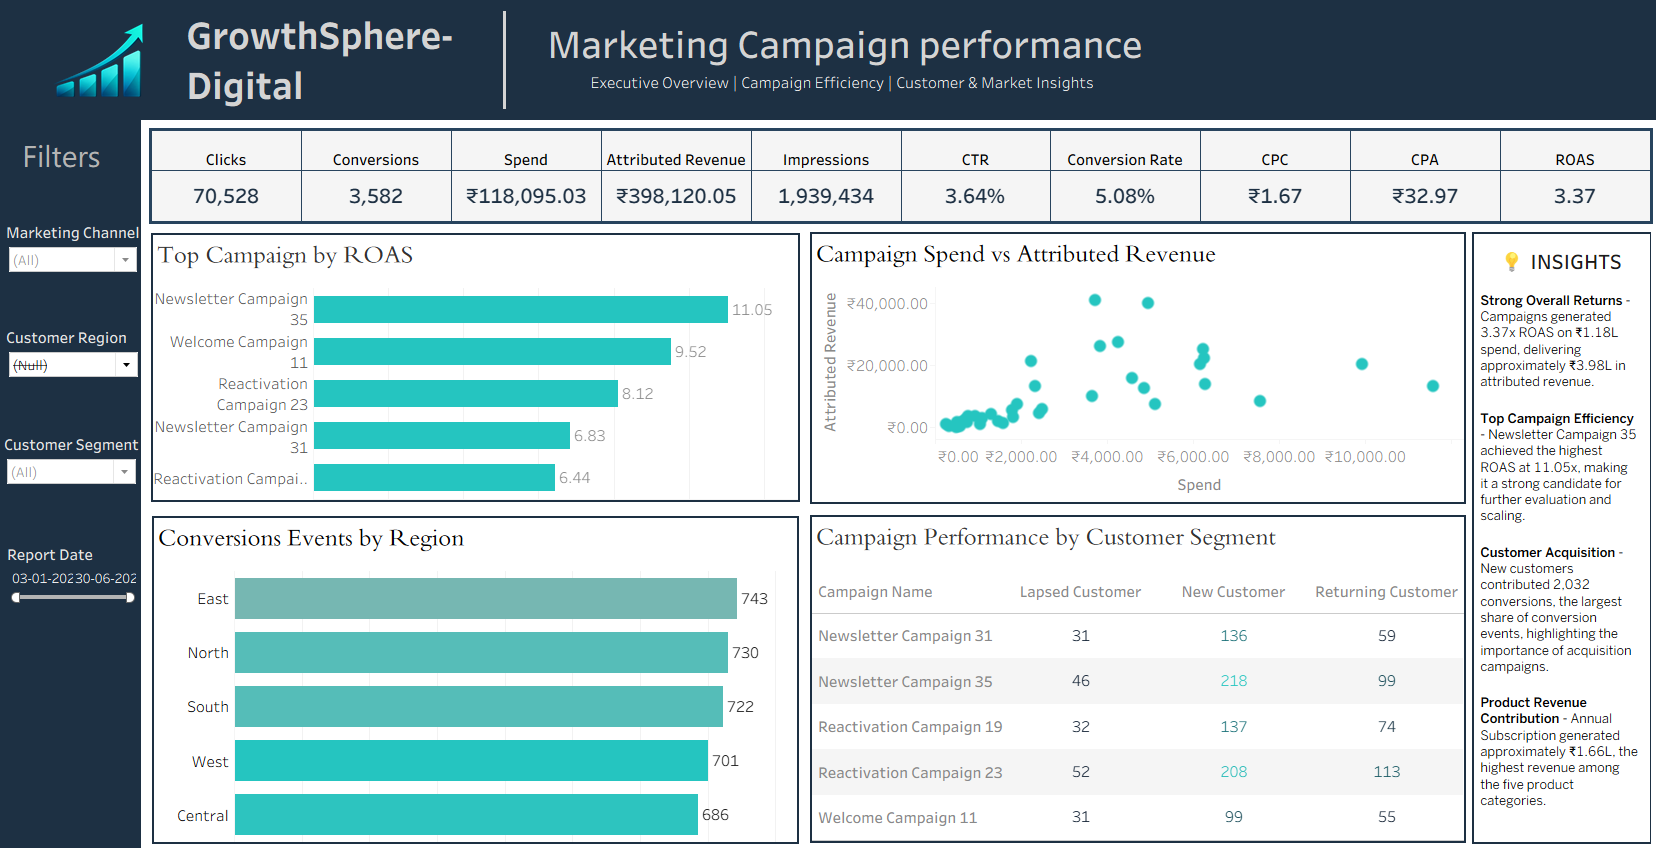 GrowthSphere-
Digital
Marketing Campaign performance
Executive Overview | Campaign Efficiency | Customer & Market Insights
Filters
Marketing Channel
(All)
Customer Region
(Null)
Customer Segment
(All)
Report Date
03-01-20230-06-202
Clicks
Conversions
Spend
Attributed Revenue
Impressions
CTR
Conversion Rate
CPC
CPA
ROAS
70,528
3,582
₹118,095.03
₹398,120.05
1,939,434
3.64%
5.08%
₹1.67
₹32.97
3.37
Top Campaign by ROAS
Newsletter Campaign
35
11.05
Welcome Campaign
11
9.52
Reactivation
Campaign 23
8.12
Newsletter Campaign
31
6.83
Reactivation Campai..
6.44
Campaign Spend vs Attributed Revenue
Attributed Revenue
₹40,000.00
₹20,000.00
₹0.00
₹0.00 ₹2,000.00 ₹4,000.00 ₹6,000.00 ₹8,000.00 ₹10,000.00
Spend
Conversions Events by Region
East 743
North 730
South 722
West 701
Central 686
Campaign Performance by Customer Segment
Campaign Name Lapsed Customer New Customer Returning Customer
Newsletter Campaign 31 31 136 59
Newsletter Campaign 35 46 218 99
Reactivation Campaign 19 32 137 74
Reactivation Campaign 23 52 208 113
Welcome Campaign 11 31 99 55
INSIGHTS
Strong Overall Returns -
Campaigns generated
3.37x ROAS on ₹1.18L
spend, delivering
approximately ₹3.98L in
attributed revenue.
Top Campaign Efficiency
- Newsletter Campaign 35
achieved the highest
ROAS at 11.05x, making
it a strong candidate for
further evaluation and
scaling.
Customer Acquisition -
New customers
contributed 2,032
conversions, the largest
share of conversion
events, highlighting the
importance of acquisition
campaigns.
Product Revenue
Contribution - Annual
Subscription generated
approximately ₹1.66L, the
highest revenue among
the five product
categories.